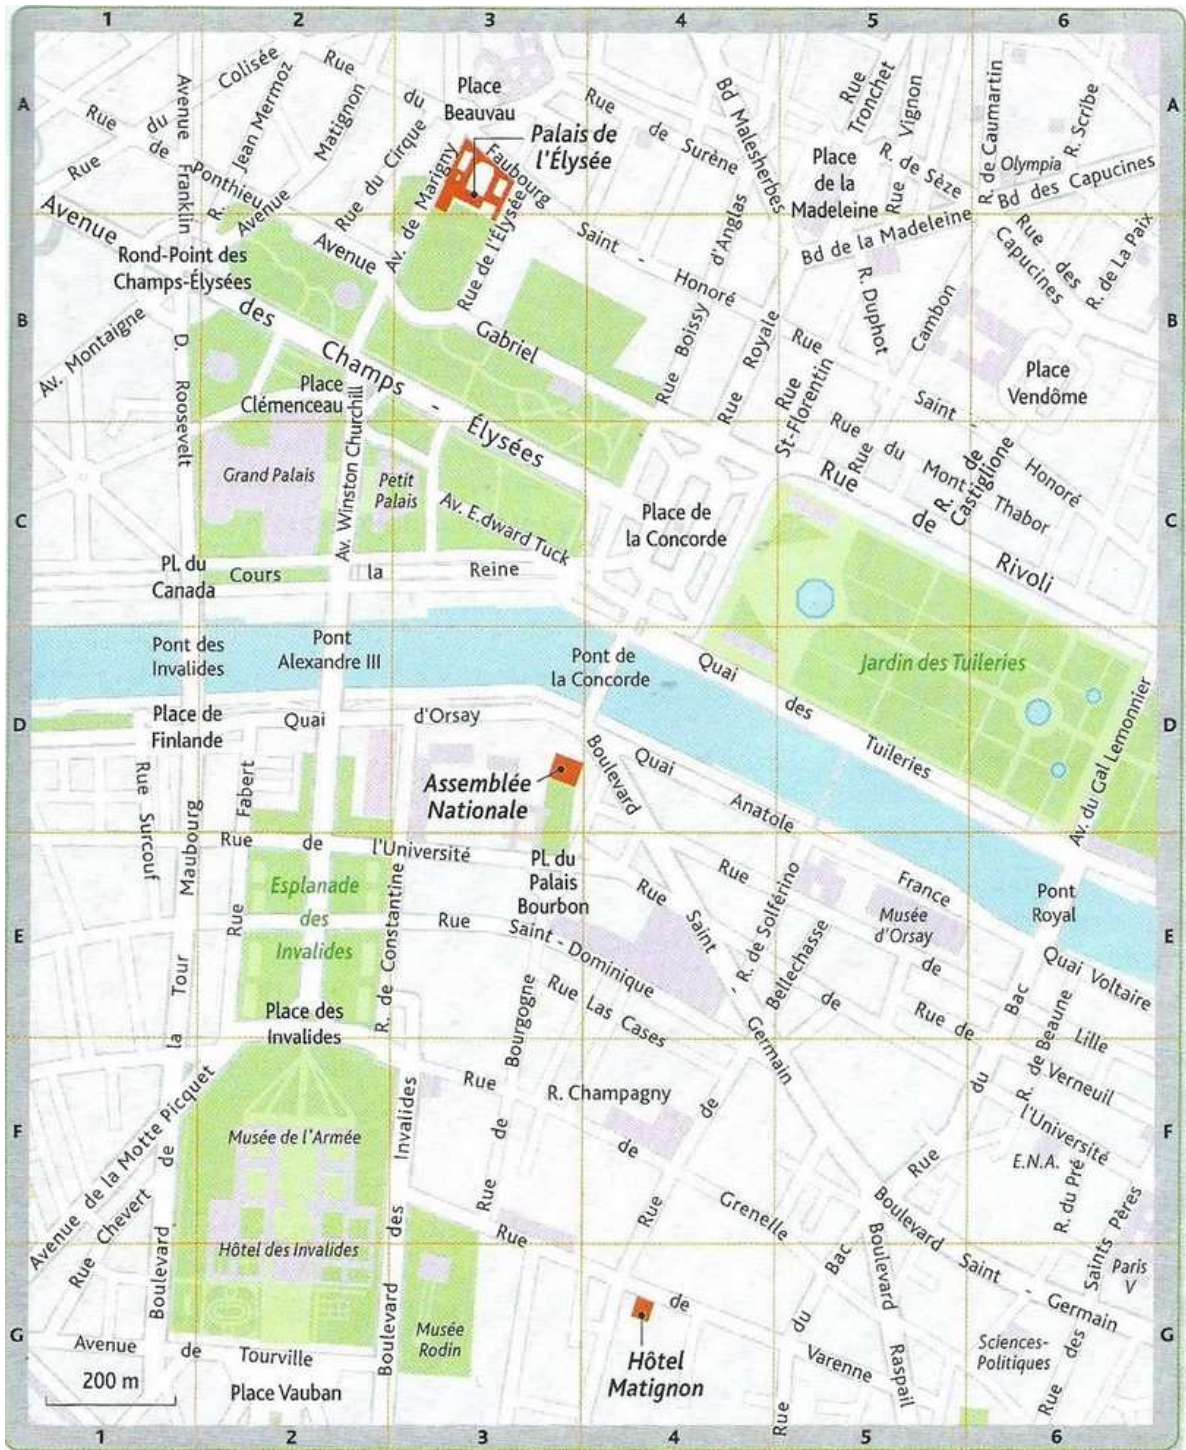 1 2 3 4 5 6
A
A
Colisée
Rue
du
Place
Beauvau
Rue
de
Surène
Bd Malesherbes
Rue
Tronchet
Vignon
Rue
R. de Caumartin
R. Scribe
Avenue
Franklin
D.
Roosevelt
R. Jean Mermoz
Matignon
Avenue
Rue
du
Rue
de
Ponthieu
Rue du Cirque
Av. de Marigny
Palais de
l'Élysée
Faubourg
Saint - Honoré
Place
de la
Madeleine
R. de Sèze
Olympia
Bd des Capucines
Bd de la Madeleine
Avenue
des
Champs - Élysées
Rond-Point des
Champs-Élysées
Avenue
Gabriel
Rue de l'Élysée
d'Anglas
Rue Boissy
Rue Royale
R. Duphot
Cambon
Rue
Rue
des
Capucines
R. de La Paix
B
B
Av. Montaigne
Place
Clémenceau
Rue
St-Florentin
Rue
Saint - Honoré
Place
Vendôme
Grand Palais
Av. Winston Churchill
Petit
Palais
Av. E.dward Tuck
Rue
du
Mont
Thabor
R. de
Castiglione
C
C
Place de
la Concorde
Rue
de
Rivoli
Pl. du
Canada
Cours
la
Reine
Pont des
Invalides
Pont
Alexandre III
Pont de
la Concorde
Quai
des
Tuileries
Jardin des Tuileries
Av. du Gal Lemonnier
D
D
Place de
Finlande
Quai
d'Orsay
Assemblée
Nationale
Boulevard
Saint - Germain
Quai
Anatole
France
Rue Surcouf
Fabert
Rue
Boulevard de la Tour Maubourg
Rue
de
l'Université
Esplanade
des
Invalides
R. de Constantine
Pl. du
Palais
Bourbon
Rue
Rue
R. de Solférino
Bellechasse
de
Rue
Musée
d'Orsay
Pont
Royal
E
E
Rue
Saint - Dominique
Rue Las Cases
de
de
Rue de
Lille
Quai Voltaire
Bac
du
Rue
R. de Beaune
Verneuil
l'Université
Place des
Invalides
Bourgogne
de
Rue
Rue
de
Grenelle
R. Champagny
F
F
Avenue de la Motte Picquet
Musée de l'Armée
Invalides
des
Boulevard
E.N.A.
R. du Pré
Rue Chevert
Hôtel des Invalides
Rue
de
Varenne
Boulevard
Saint - Germain
Saints Pères
des
Rue
Paris
V
Bac
du
Rue
Boulevard
Raspail
G
G
Avenue
de
Tourville
Musée
Rodin
Hôtel
Matignon
Sciences-
Politiques
200 m
Place Vauban
1 2 3 4 5 6